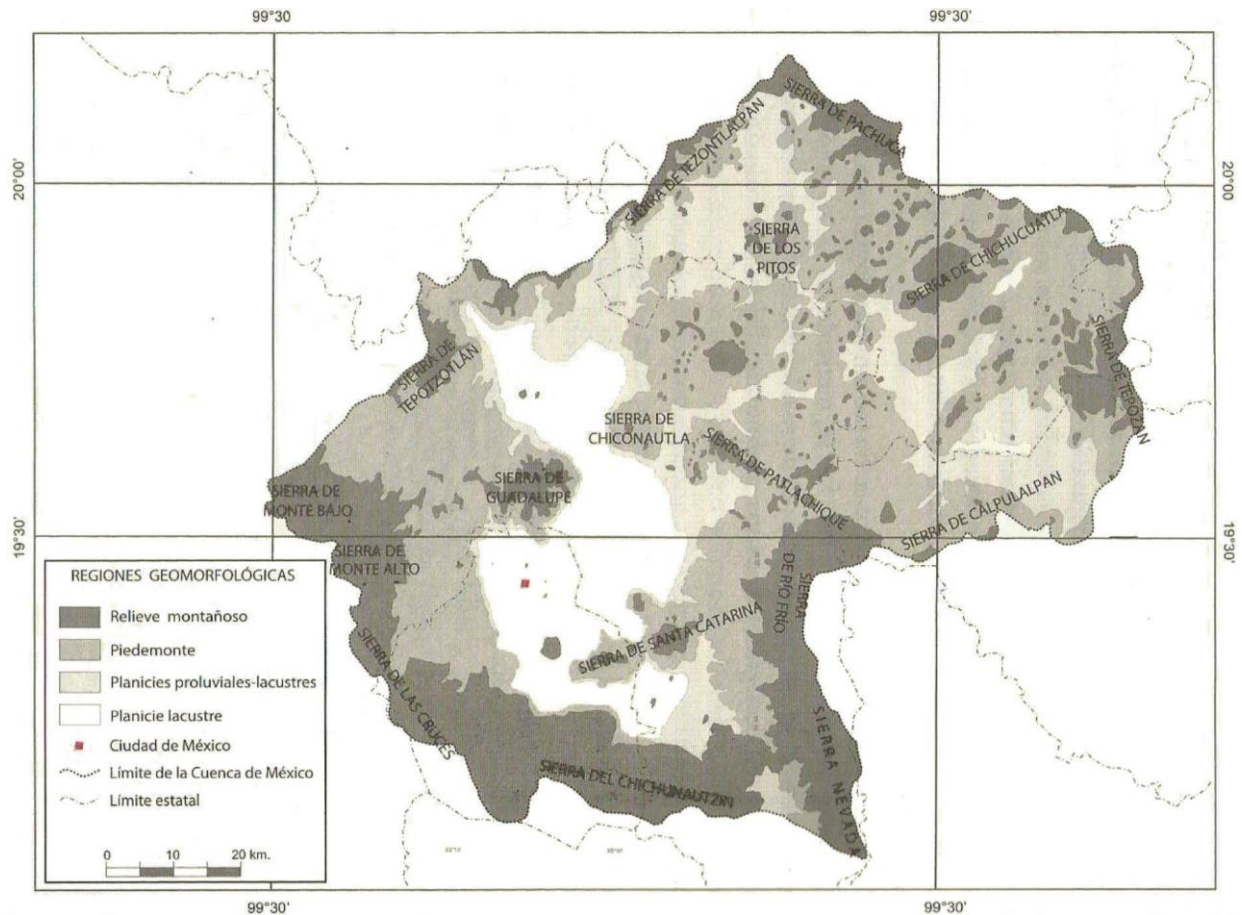 99°30'
99°30'
20°00'
20°00
SIERRA DE PACHUCA
SIERRA DE TEZONTLALPAN
SIERRA
DE LOS
PITOS
SIERRA DE CHICHUCUATLA
SIERRA DE
TEPOTZOTLÁN
SIERRA DE TEPOZÁN
SIERRA DE
CHICONAUTLA
SIERRA DE PAXLACHIQUE
SIERRA DE
GUADALUPE
SIERRA DE
MONTE BAJO
SIERRA DE CALPULALPAN
19°30'
19°30'
SIERRA DE
MONTE ALTO
SIERRA
DE RÍO FRÍO
SIERRA DE SANTA CATARINA
SIERRA DE LAS CRUCES
SIERRA NEVADA
SIERRA DEL CHICHUNAUTZIN
REGIONES GEOMORFOLÓGICAS
Relieve montañoso
Piedemonte
Planicies proluviales-lacustres
Planicie lacustre
Ciudad de México
Límite de la Cuenca de México
Límite estatal
0 10 20 km.
99°30'
99°30'